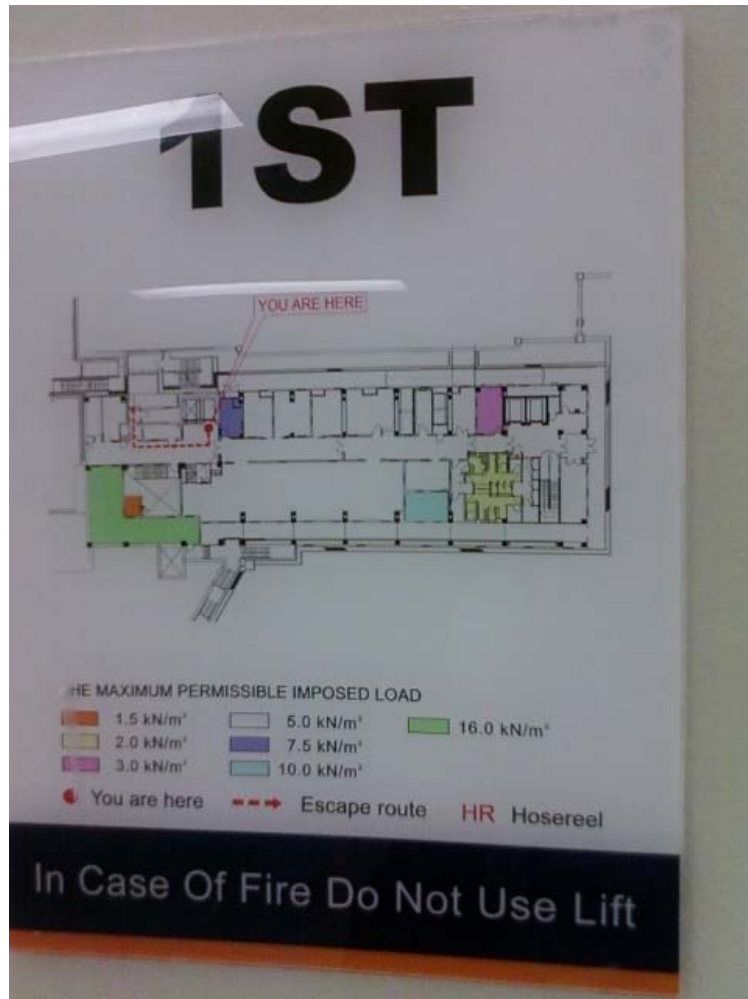 1ST
YOU ARE HERE
HE MAXIMUM PERMISSIBLE IMPOSED LOAD
1.5 kN/m² 5.0 kN/m² 16.0 kN/m²
2.0 kN/m² 7.5 kN/m²
3.0 kN/m² 10.0 kN/m²
You are here Escape route HR Hosereel
In Case Of Fire Do Not Use Lift